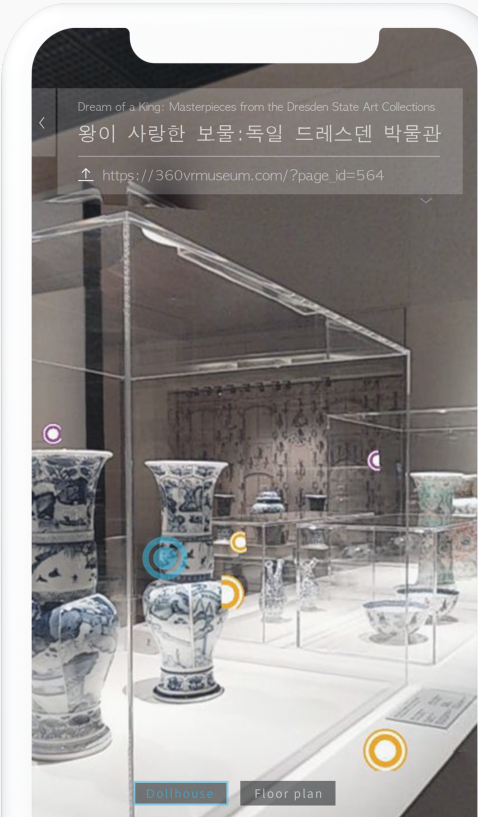 Dream of a King: Masterpieces from the Dresden State Art Collections
왕이 사랑한 보물:독일 드레스덴 박물관
https://360vrmuseum.com/?page_id=564
Dollhouse
Floor plan